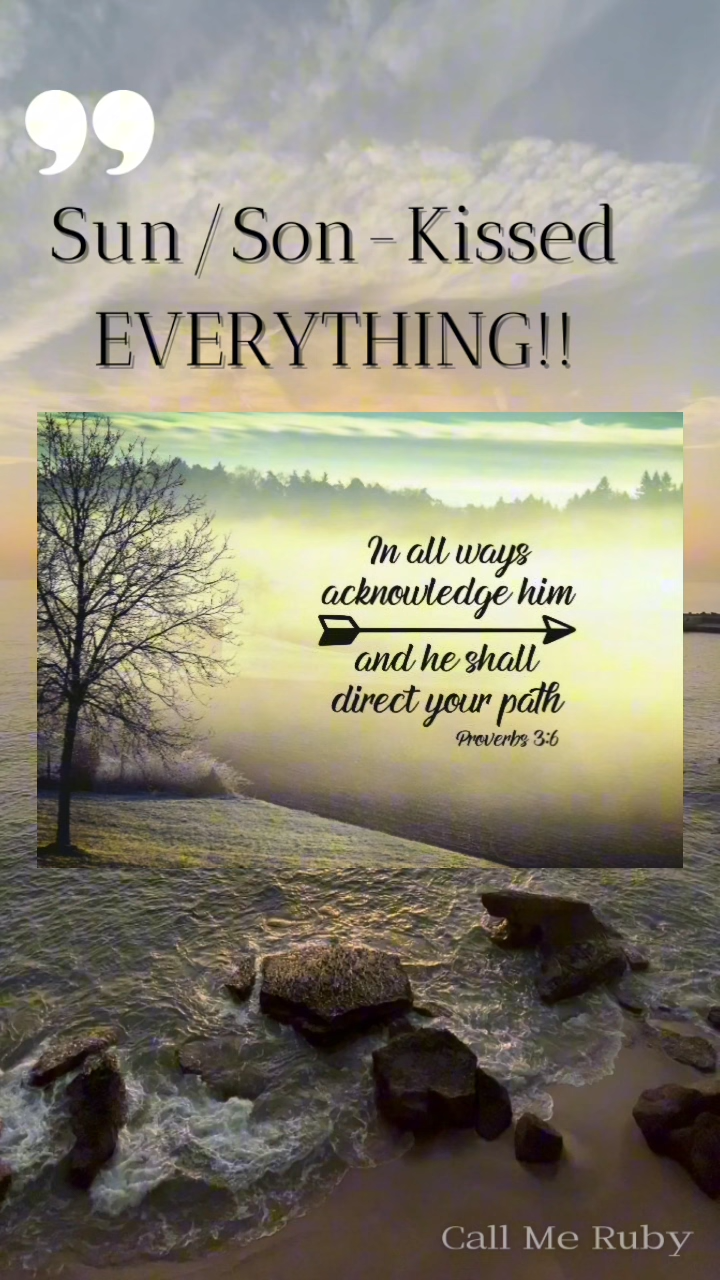 ”
Sun / Son - Kissed
EVERYTHING!!
In all ways
acknowledge him
and he shall
direct your path
Proverbs 3:6
Call Me Ruby